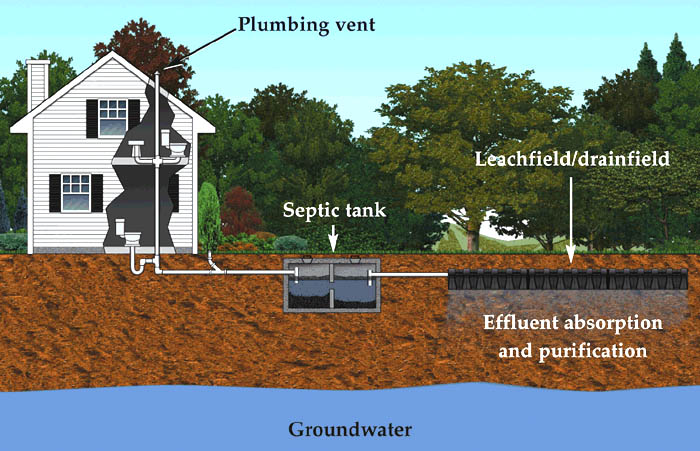 Plumbing vent
Leachfield/drainfield
Septic tank
Effluent absorption
and purification
Groundwater